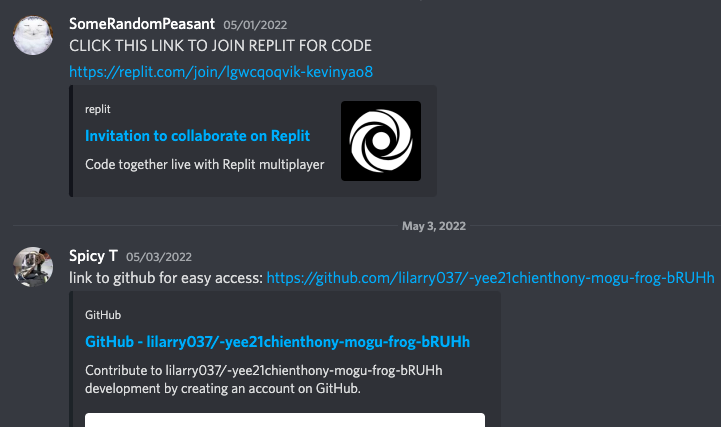 SomeRandomPeasant 05/01/2022
CLICK THIS LINK TO JOIN REPLIT FOR CODE
https://replit.com/join/lgwcqoqvik-kevinyao8
replit
Invitation to collaborate on Replit
Code together live with Replit multiplayer
May 3, 2022
Spicy T 05/03/2022
link to github for easy access: https://github.com/lilarry037/-yee21chienthony-mogu-frog-bRUHh
GitHub
GitHub - lilarry037/-yee21chienthony-mogu-frog-bRUHh
Contribute to lilarry037/-yee21chienthony-mogu-frog-bRUHh
development by creating an account on GitHub.